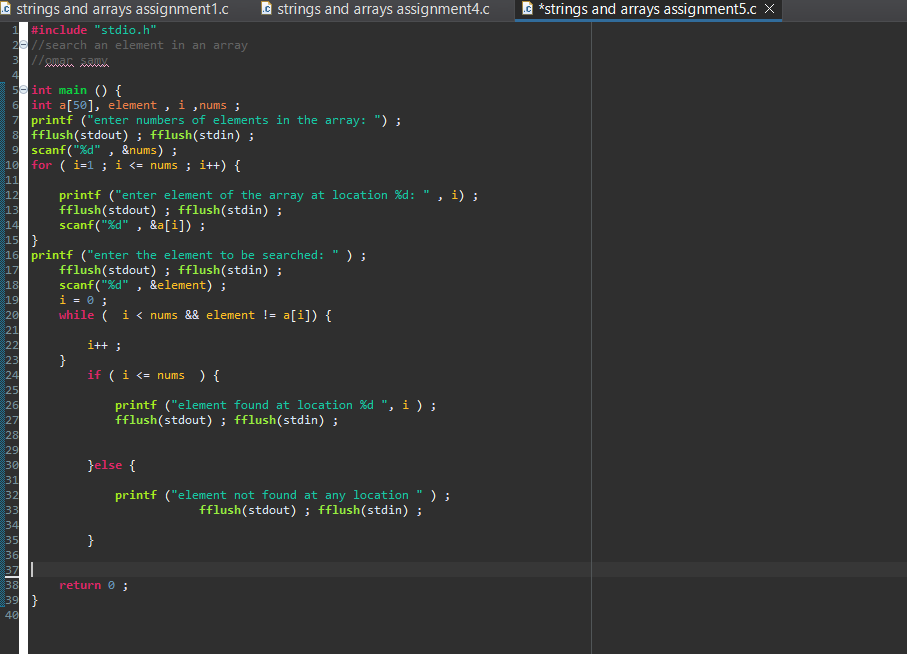 strings and arrays assignment1.c strings and arrays assignment4.c *strings and arrays assignment5.c
1 #include "stdio.h"
2 //search an element in an array
3 //omar samy
4
5 int main () {
6 int a[50], element , i ,nums ;
7 printf ("enter numbers of elements in the array: ") ;
8 fflush(stdout) ; fflush(stdin) ;
9 scanf("%d" , &nums) ;
10 for ( i=1 ; i <= nums ; i++) {
11
12 printf ("enter element of the array at location %d: " , i) ;
13 fflush(stdout) ; fflush(stdin) ;
14 scanf("%d" , &a[i]) ;
15 }
16 printf ("enter the element to be searched: " ) ;
17 fflush(stdout) ; fflush(stdin) ;
18 scanf("%d" , &element) ;
19 i = 0 ;
20 while (  i < nums && element != a[i]) {
21
22 i++ ;
23 }
24 if ( i <= nums  ) {
25
26 printf ("element found at location %d ", i ) ;
27 fflush(stdout) ; fflush(stdin) ;
28
29
30 }else {
31
32 printf ("element not found at any location " ) ;
33 fflush(stdout) ; fflush(stdin) ;
34
35 }
36
37
38 return 0 ;
39 }
40